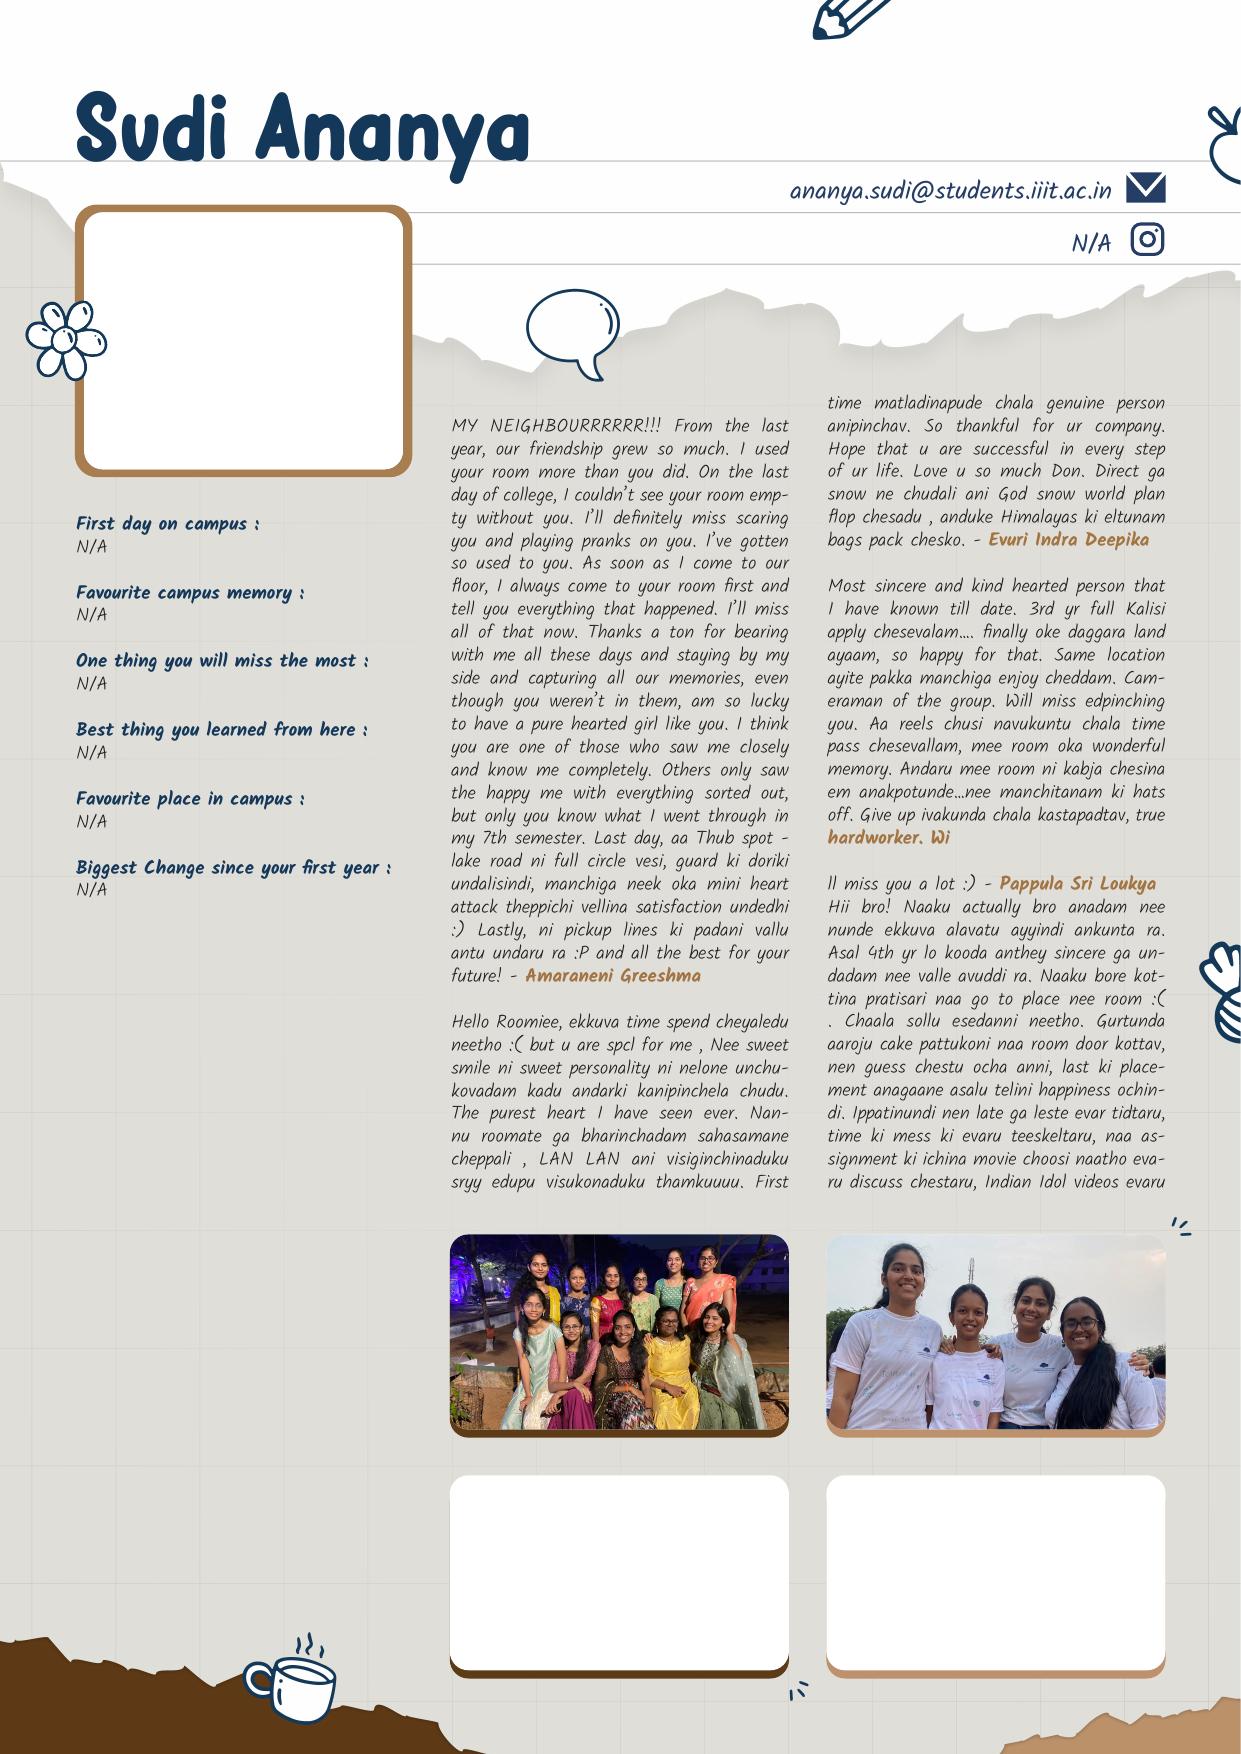 Sudi Ananya
ananya.sudi@students.iiit.ac.in
N/A
First day on campus :
N/A
Favourite campus memory :
N/A
One thing you will miss the most :
N/A
Best thing you learned from here :
N/A
Favourite place in campus :
N/A
Biggest Change since your first year :
N/A
MY NEIGHBOURRRRRR!!! From the last
year, our friendship grew so much. I used
your room more than you did. On the last
day of college, I couldn't see your room emp-
ty without you. I'll definitely miss scaring
you and playing pranks on you. I've gotten
so used to you. As soon as I come to our
floor, I always come to your room first and
tell you everything that happened. I'll miss
all of that now. Thanks a ton for bearing
with me all these days and staying by my
side and capturing all our memories, even
though you weren't in them, am so lucky
to have a pure hearted girl like you. I think
you are one of those who saw me closely
and know me completely. Others only saw
the happy me with everything sorted out,
but only you know what I went through in
my 7th semester. Last day, aa Thub spot -
lake road ni full circle vesi, guard ki doriki
undalisindi, manchiga neek oka mini heart
attack theppichi vellina satisfaction undedhi
:) Lastly, ni pickup lines ki padani vallu
antu undaru ra :P and all the best for your
future! - Amaraneni Greeshma
Hello Roomiee, ekkuva time spend cheyaledu
neetho :( but u are spcl for me , Nee sweet
smile ni sweet personality ni nelone unchu-
kovadam kadu andarki kanipinchela chudu.
The purest heart I have seen ever. Nan-
nu roomate ga bharinchadam sahasamane
cheppali , LAN LAN ani visiginchinaduku
sryy edupu visukonaduku thamkuuuu. First
time matladinapude chala genuine person
anipinchav. So thankful for ur company.
Hope that u are successful in every step
of ur life. Love u so much Don. Direct ga
snow ne chudali ani God snow world plan
flop chesadu , anduke Himalayas ki eltunam
bags pack chesko. - Evuri Indra Deepika
Most sincere and kind hearted person that
I have known till date. 3rd yr full Kalisi
apply chesevalam.... finally oke daggara land
ayaam, so happy for that. Same location
ayite pakka manchiga enjoy cheddam. Cam-
eraman of the group. Will miss edpinching
you. Aa reels chusi navukuntu chala time
pass chesevallam, mee room oka wonderful
memory. Andaru mee room ni kabja chesina
em anakpotunde...nee manchitanam ki hats
off. Give up ivakunda chala kastapadtav, true
hardworker. Wi
ll miss you a lot :) - Pappula Sri Loukya
Hii bro! Naaku actually bro anadam nee
nunde ekkuva alavatu ayyindi ankunta ra.
Asal 4th yr lo kooda anthey sincere ga un-
dadam nee valle avuddi ra. Naaku bore kot-
tina pratisari naa go to place nee room :(
. Chaala sollu esedanni neetho. Gurtunda
aaroju cake pattukoni naa room door kottav,
nen guess chestu ocha anni, last ki place-
ment anagaane asalu telini happiness ochin-
di. Ippatinundi nen late ga leste evar tidtaru,
time ki mess ki evaru teeskeltaru, naa as-
signment ki ichina movie choosi naatho eva-
ru discuss chestaru, Indian Idol videos evaru